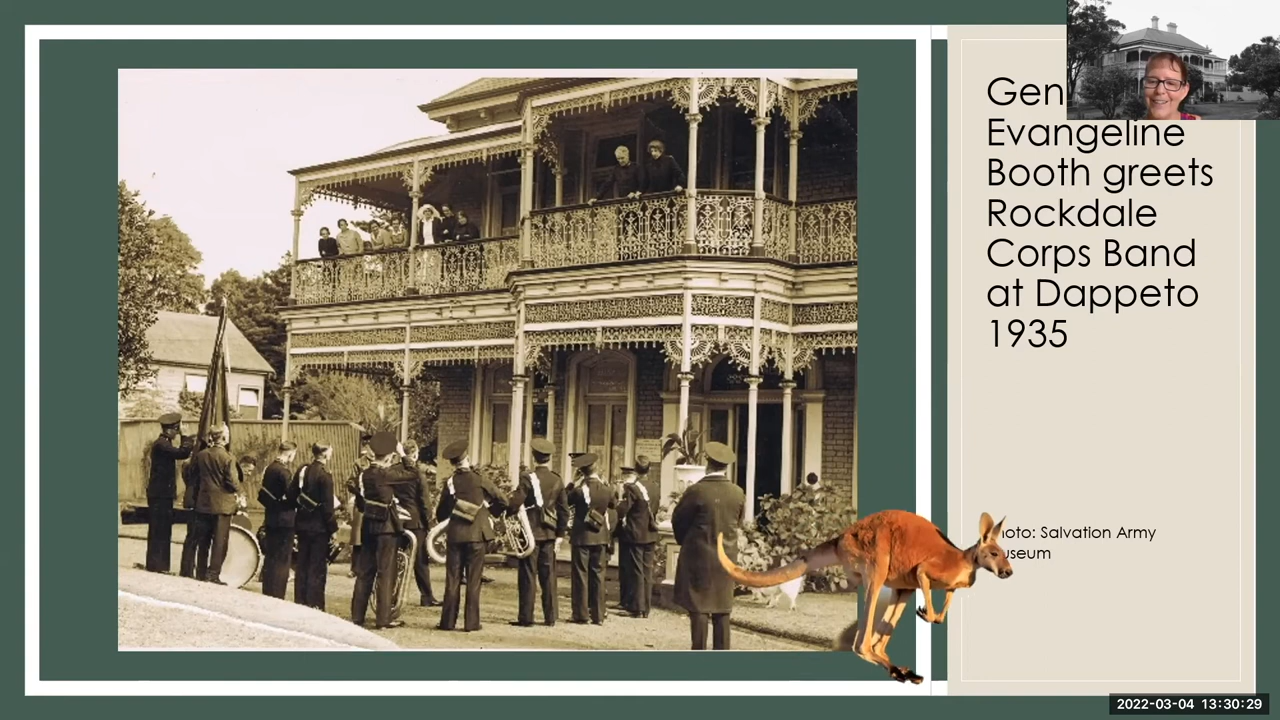 Gen
Evangeline
Booth greets
Rockdale
Corps Band
at Dappeto
1935
oto: Salvation Army
useum
2022-03-04 13:30:29